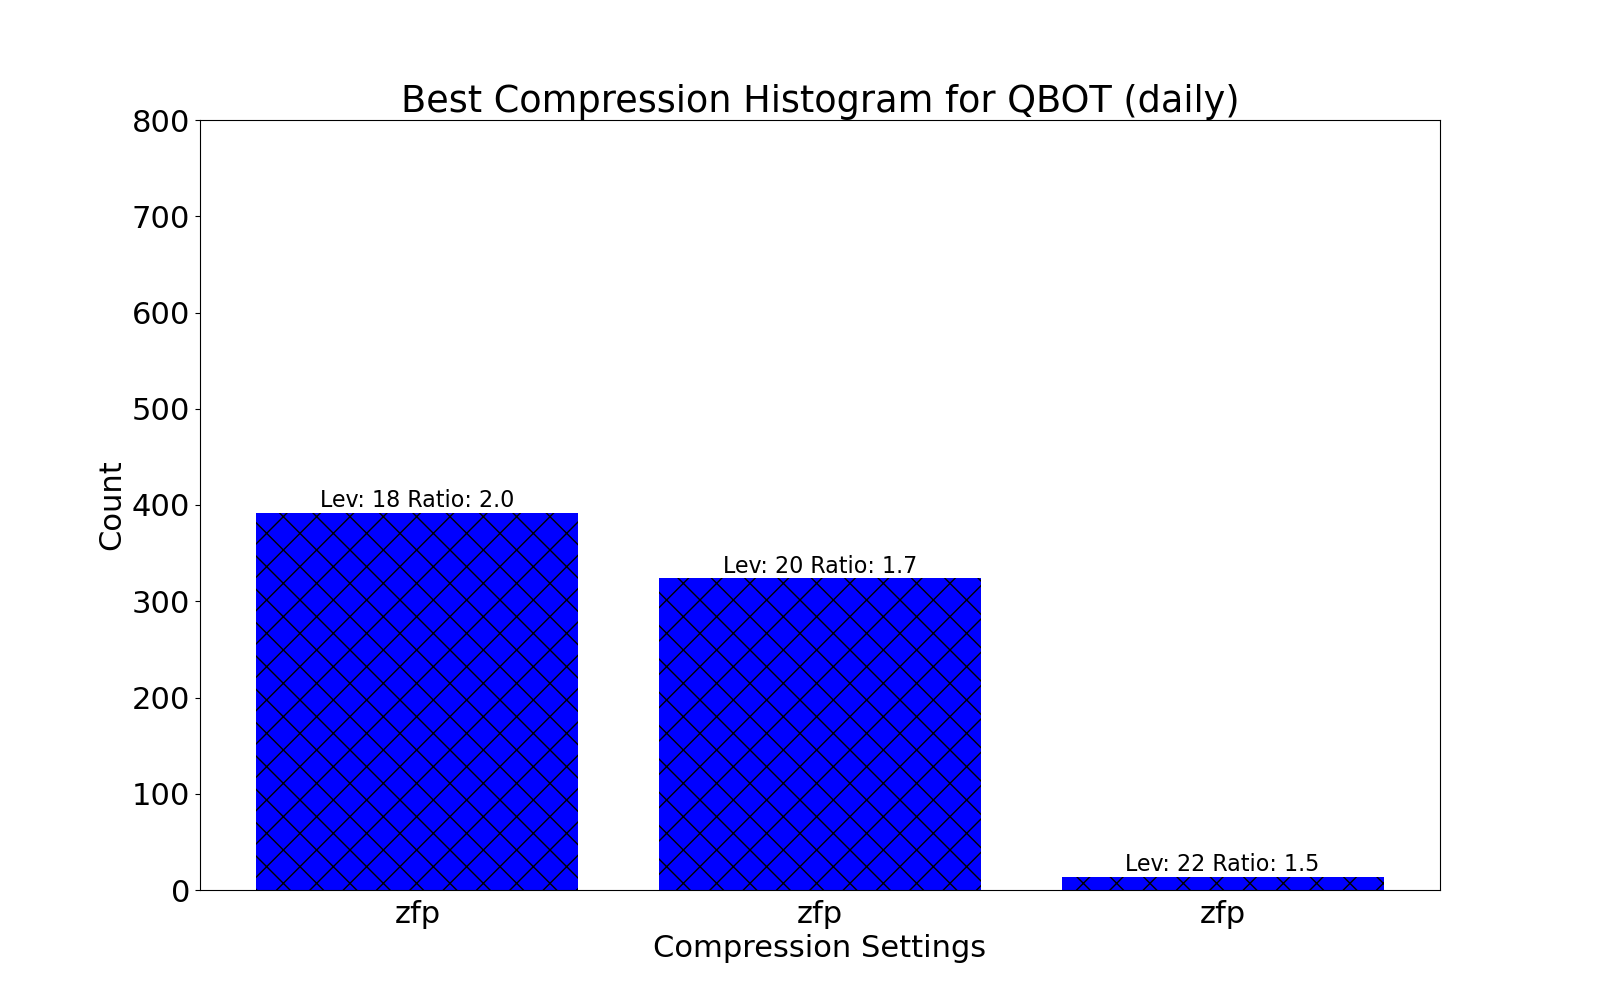 Best Compression Histogram for QBOT (daily)
800
700
600
500
400
300
200
100
0
Count
Lev: 18 Ratio: 2.0
Lev: 20 Ratio: 1.7
Lev: 22 Ratio: 1.5
zfp
zfp
zfp
Compression Settings